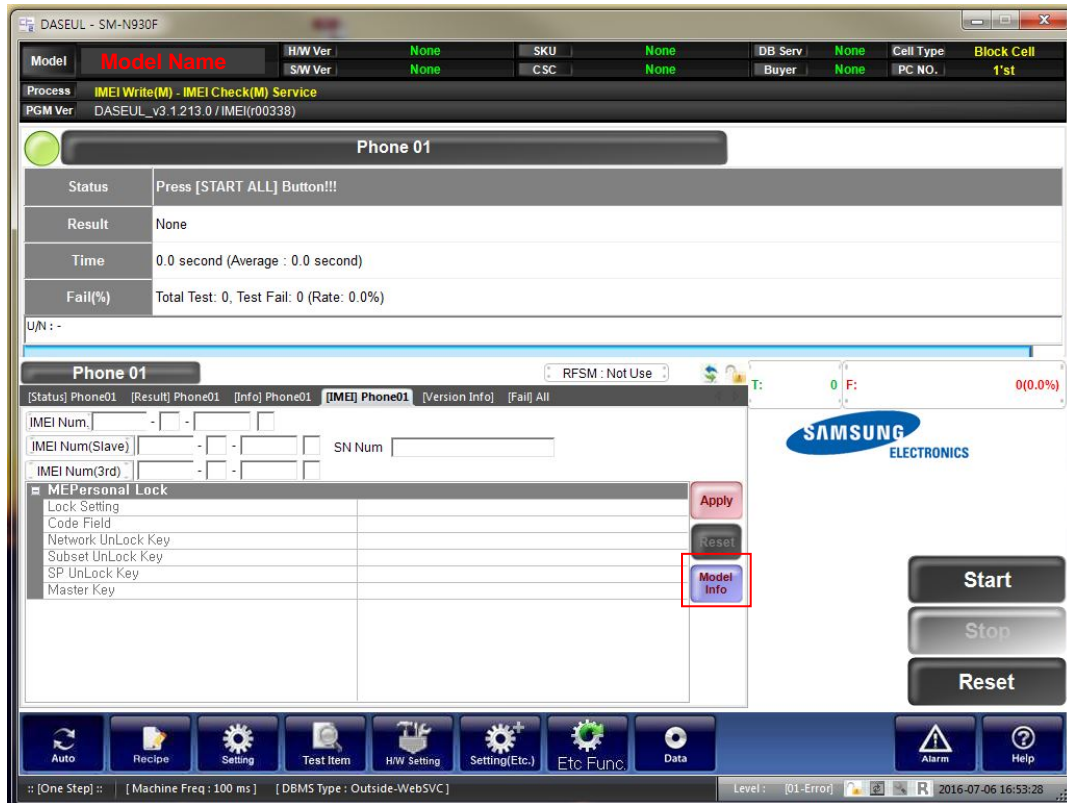 DASEUL - SM-N930F
Model Model Name H/W Ver None SKU None DB Serv None Cell Type Block Cell
S/W Ver None CSC None Buyer None PC NO. 1'st
Process IMEI Write(M) - IMEI Check(M) Service
PGM Ver DASEUL_v3.1.213.0 / IMEI(r00338)
Phone 01
Status Press [START ALL] Button!!!
Result None
Time 0.0 second (Average : 0.0 second)
Fail(%) Total Test: 0, Test Fail: 0 (Rate: 0.0%)
U/N : -
Phone 01 RFSM : Not Use T: 0 F: 0(0.0%)
[Status] Phone01 [Result] Phone01 [Info] Phone01 [IMEI] Phone01 [Version Info] [Fail] All
IMEI Num. - -
IMEI Num(Slave) - - SN Num
IMEI Num(3rd) - -
SAMSUNG
ELECTRONICS
MEPersonal Lock
Lock Setting
Code Field
Network UnLock Key
Subset UnLock Key
SP UnLock Key
Master Key
Apply
Reset
Model
Info
Start
Stop
Reset
Auto Recipe Setting Test Item H/W Setting Setting(Etc.) Etc Func. Data Alarm Help
:: [One Step] :: [ Machine Freq : 100 ms ] [ DBMS Type : Outside-WebSVC ] Level : [01-Error] R 2016-07-06 16:53:28